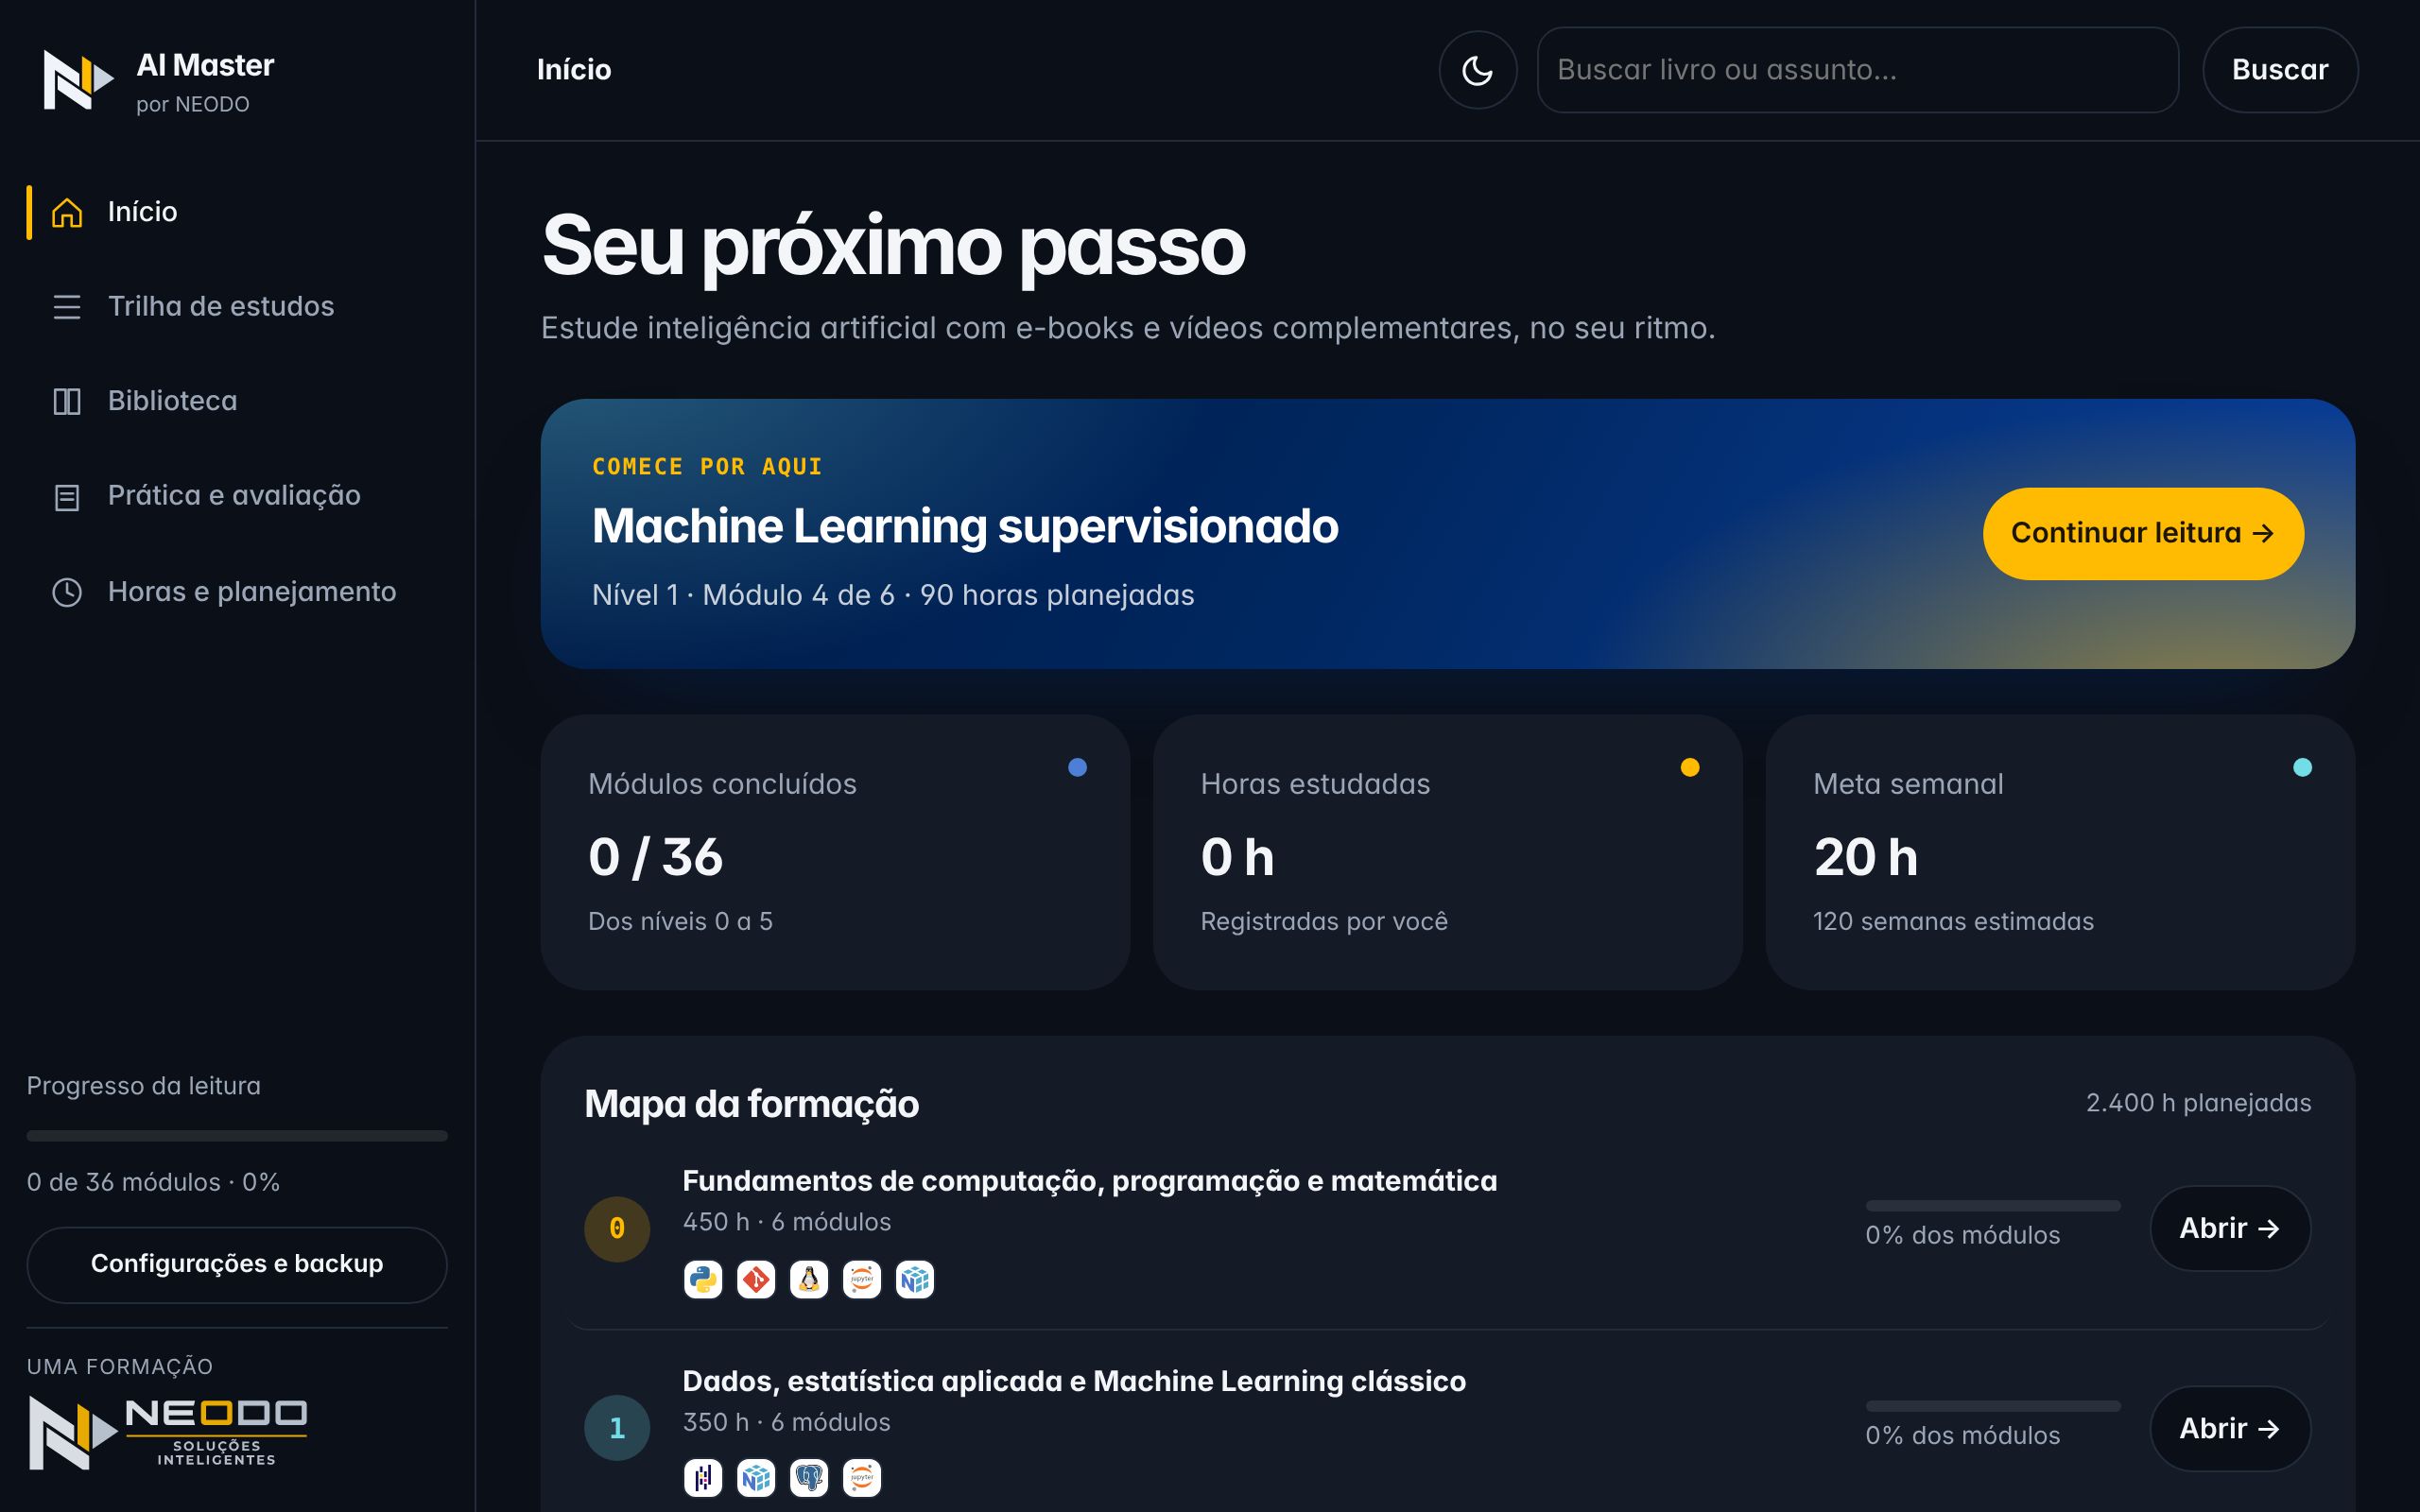 AI Master
por NEODO
Início
Trilha de estudos
Biblioteca
Prática e avaliação
Horas e planejamento
Progresso da leitura
0 de 36 módulos · 0%
Configurações e backup
UMA FORMAÇÃO
NEODO
SOLUÇÕES
INTELIGENTES
Início
Buscar livro ou assunto...
Buscar
Seu próximo passo
Estude inteligência artificial com e-books e vídeos complementares, no seu ritmo.
COMECE POR AQUI
Machine Learning supervisionado
Nível 1 · Módulo 4 de 6 · 90 horas planejadas
Continuar leitura →
Módulos concluídos
0 / 36
Dos níveis 0 a 5
Horas estudadas
0 h
Registradas por você
Meta semanal
20 h
120 semanas estimadas
Mapa da formação
2.400 h planejadas
0
Fundamentos de computação, programação e matemática
450 h · 6 módulos
jupyter
0% dos módulos
Abrir →
1
Dados, estatística aplicada e Machine Learning clássico
350 h · 6 módulos
jupyter
0% dos módulos
Abrir →